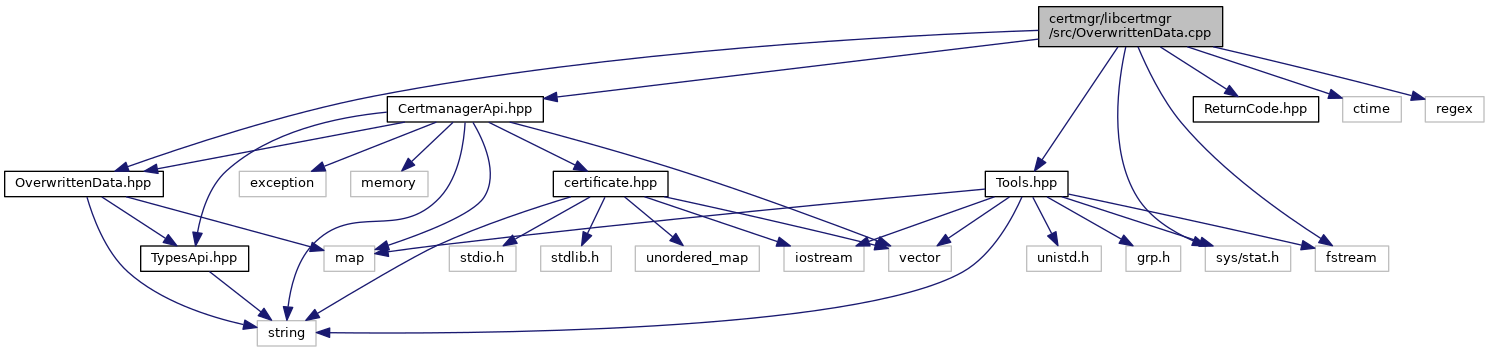 certmgr/libcertmgr
/src/OverwrittenData.cpp
CertmanagerApi.hpp
ReturnCode.hpp
ctime
regex
OverwrittenData.hpp
exception
memory
certificate.hpp
Tools.hpp
TypesApi.hpp
map
stdio.h
stdlib.h
unordered_map
iostream
vector
unistd.h
grp.h
sys/stat.h
fstream
string